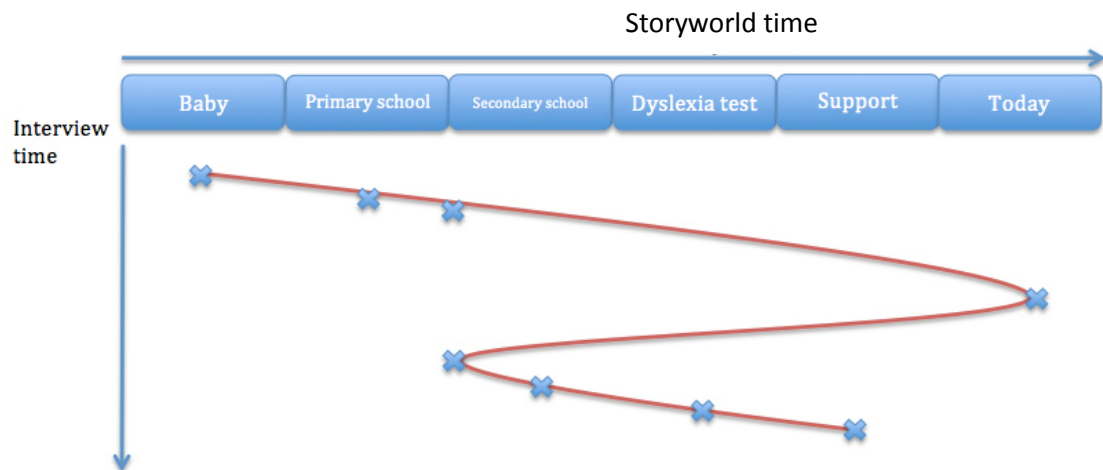 Storyworld time
Baby
Primary school
Secondary school
Dyslexia test
Support
Today
Interview
time